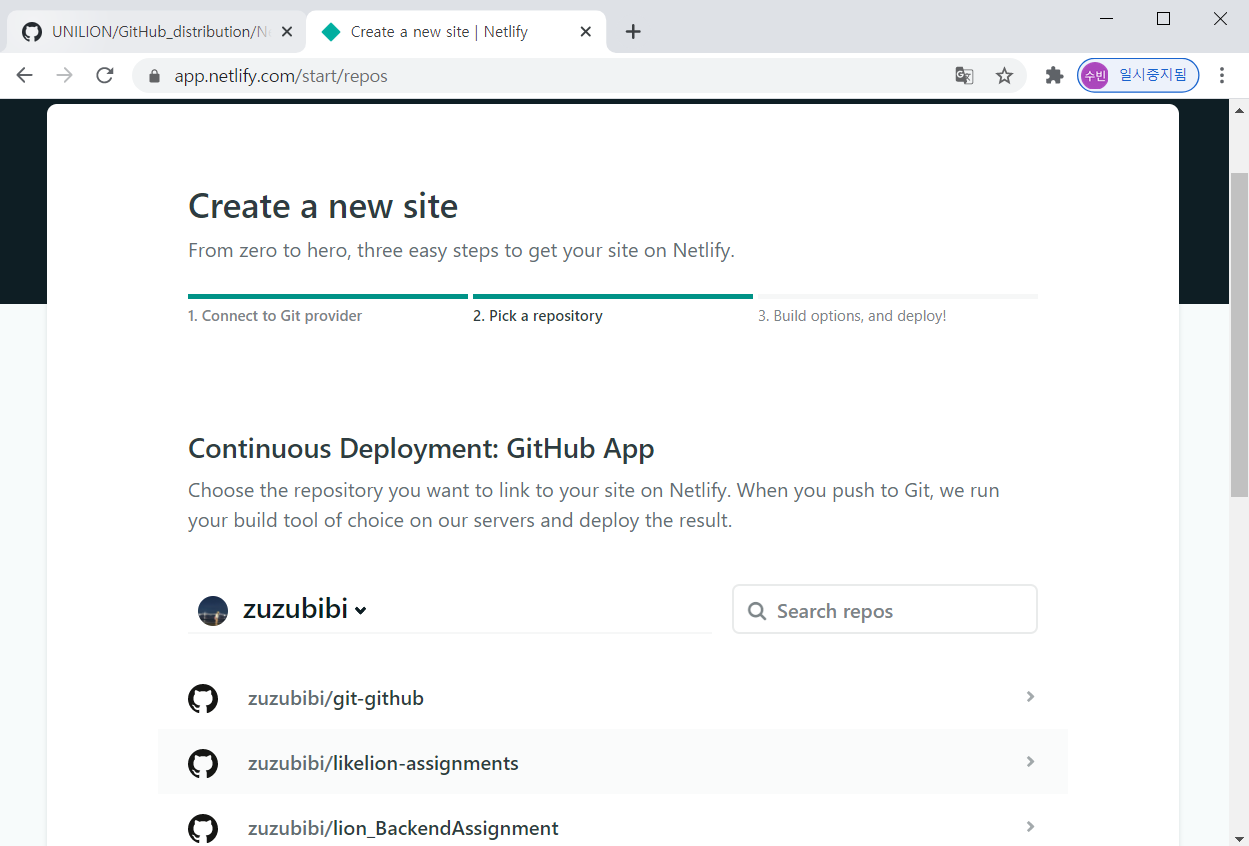 UNILION/GitHub_distribution/Ne
Create a new site | Netlify
app.netlify.com/start/repos
수빈
일시중지됨
Create a new site
From zero to hero, three easy steps to get your site on Netlify.
1. Connect to Git provider
2. Pick a repository
3. Build options, and deploy!
Continuous Deployment: GitHub App
Choose the repository you want to link to your site on Netlify. When you push to Git, we run
your build tool of choice on our servers and deploy the result.
zuzubibi
Search repos
zuzubibi/git-github
zuzubibi/likelion-assignments
zuzubibi/lion_BackendAssignment